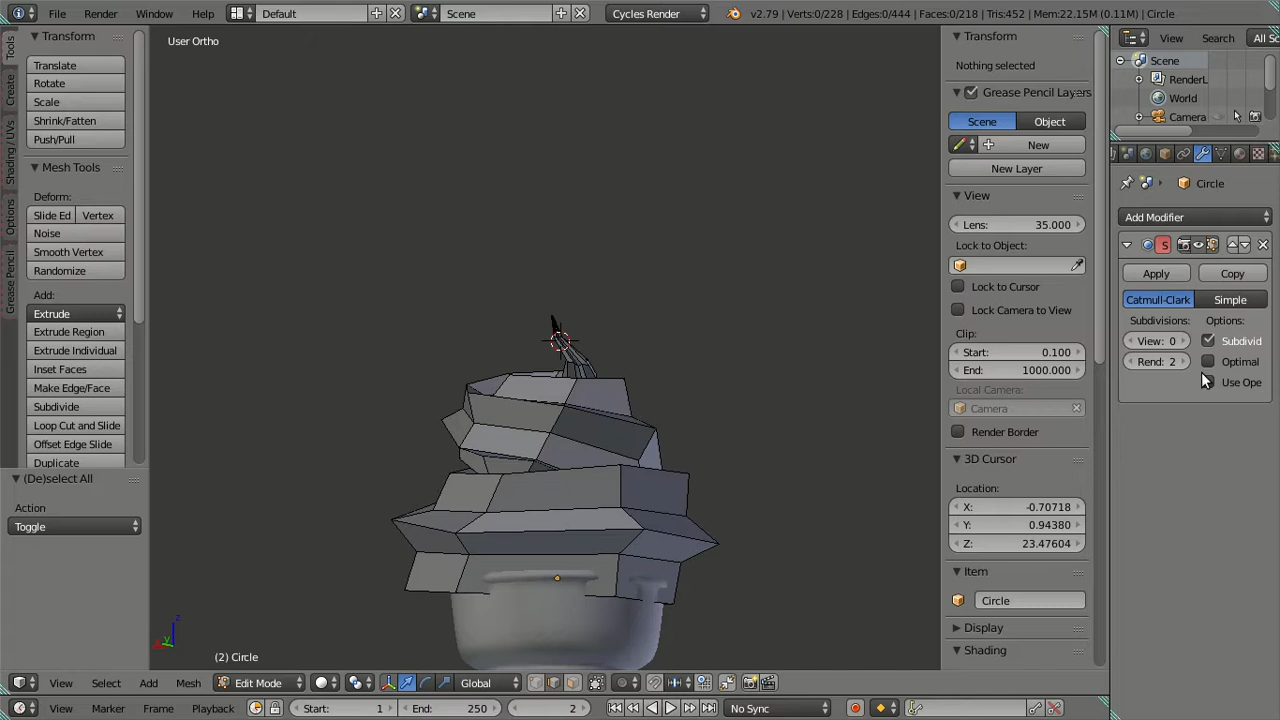 File Render Window Help Default Scene Cycles Render v2.79 | Verts:0/228 | Edges:0/444 | Faces:0/218 | Tris:452 | Mem:22.15M (0.11M) | Circle
Tools
Create
Shading / UVs
Options
Grease Pencil
Transform
Translate
Rotate
Scale
Shrink/Fatten
Push/Pull
Mesh Tools
Deform:
Slide Ed Vertex
Noise
Smooth Vertex
Randomize
Add:
Extrude
Extrude Region
Extrude Individual
Inset Faces
Make Edge/Face
Subdivide
Loop Cut and Slide
Offset Edge Slide
Duplicate
(De)select All
Action
Toggle
User Ortho
(2) Circle
Transform
Nothing selected
Grease Pencil Layers
Scene Object
New
New Layer
View
Lens: 35.000
Lock to Object:
Lock to Cursor
Lock Camera to View
Clip:
Start: 0.100
End: 1000.000
Local Camera:
Camera
Render Border
3D Cursor
Location:
X: -0.70718
Y: 0.94380
Z: 23.47604
Item
Circle
Display
Shading
View Search All Sc
Scene
RenderL
World
Camera
Circle
Add Modifier
S
Apply Copy
Catmull-Clark Simple
Subdivisions: Options:
View: 0 Subdivid
Rend: 2 Optimal
Use Ope
View Select Add Mesh Edit Mode Global
View Marker Frame Playback Start: 1 End: 250 2 No Sync